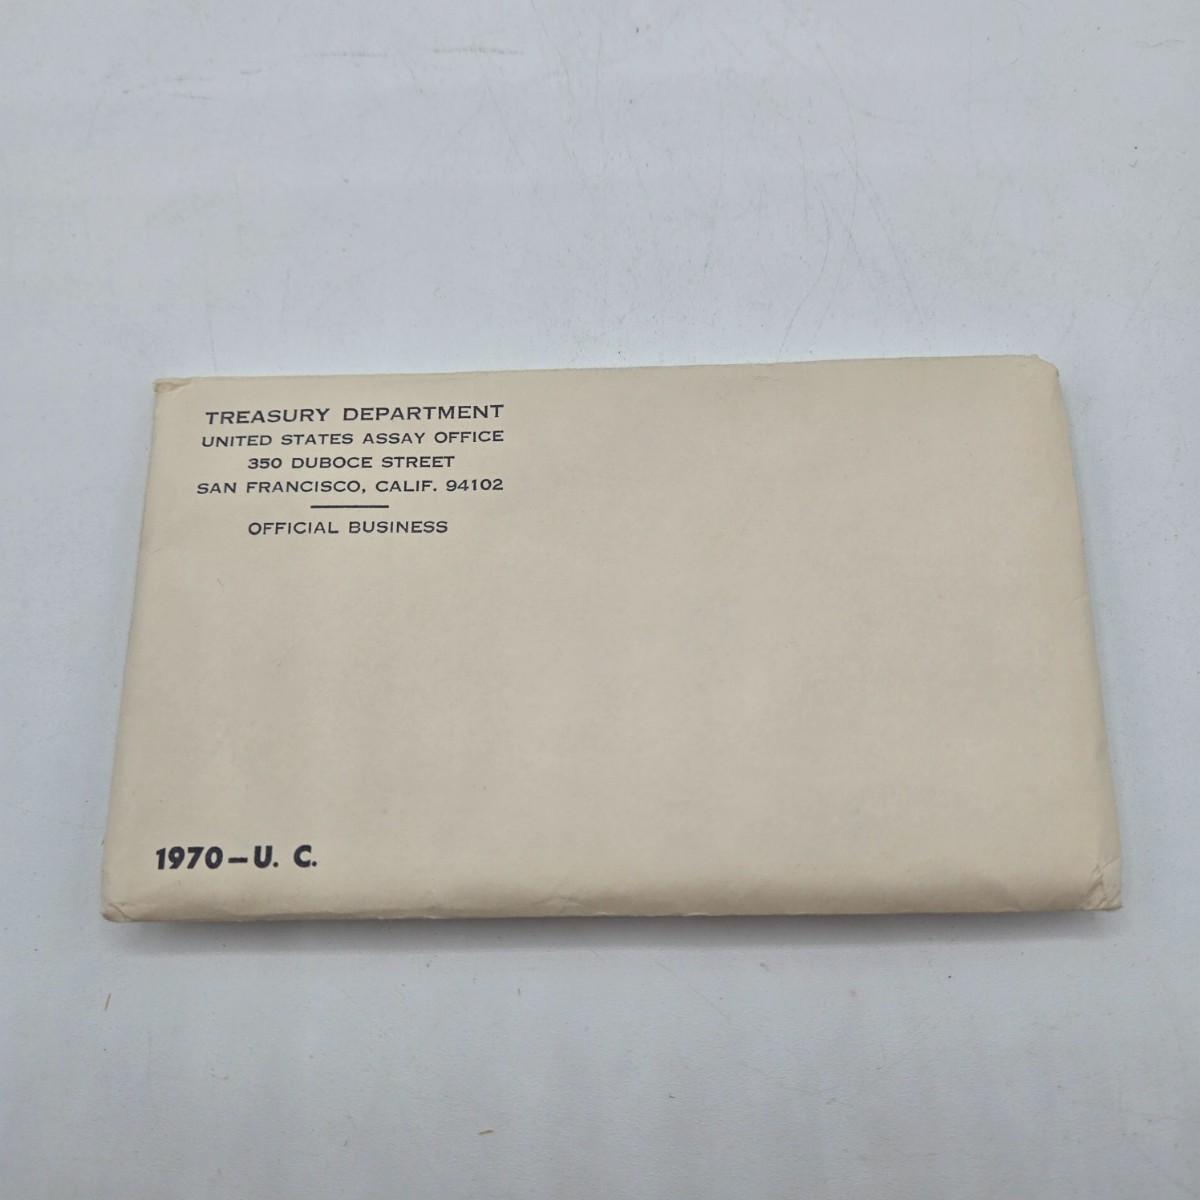 TREASURY DEPARTMENT
UNITED STATES ASSAY OFFICE
350 DUBOCE STREET
SAN FRANCISCO, CALIF. 94102
OFFICIAL BUSINESS
1970-U. C.